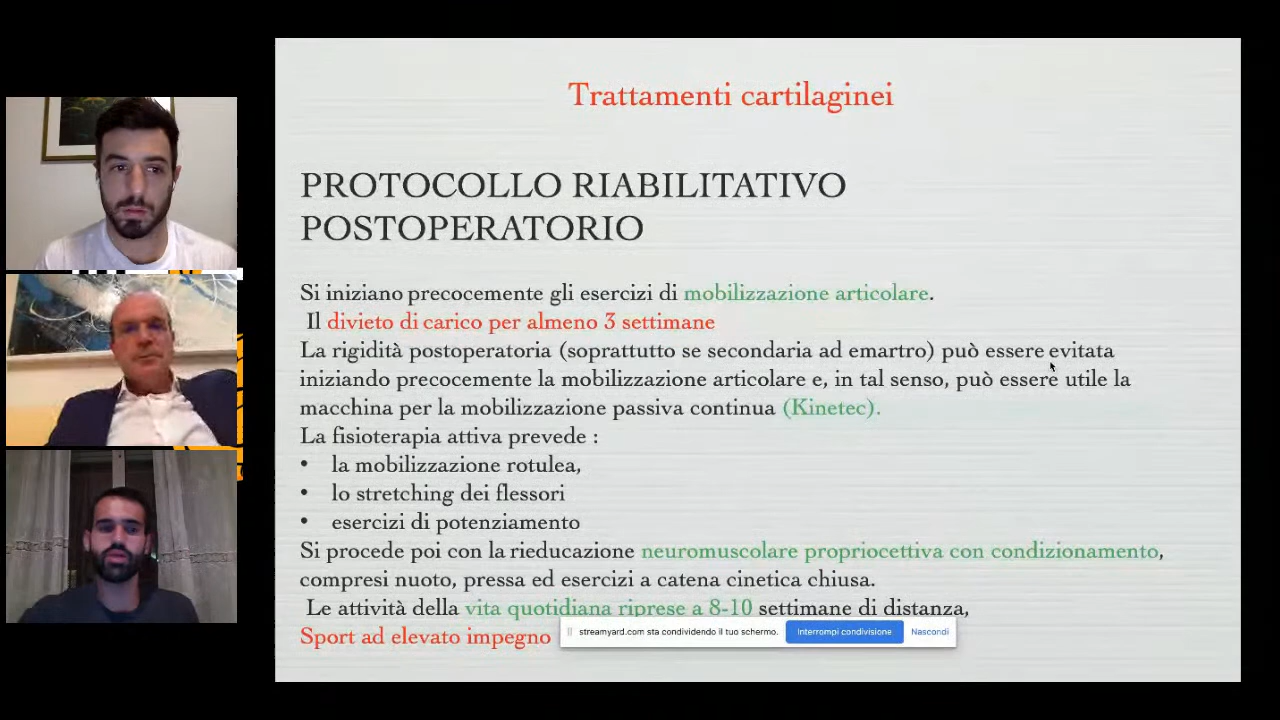 Trattamenti cartilaginei
PROTOCOLLO RIABILITATIVO
POSTOPERATORIO
Si iniziano precocemente gli esercizi di mobilizzazione articolare.
Il divieto di carico per almeno 3 settimane
La rigidità postoperatoria (soprattutto se secondaria ad emartro) può essere evitata
iniziando precocemente la mobilizzazione articolare e, in tal senso, può essere utile la
macchina per la mobilizzazione passiva continua (Kinetec).
La fisioterapia attiva prevede :
• la mobilizzazione rotulea,
• lo stretching dei flessori
• esercizi di potenziamento
Si procede poi con la rieducazione neuromuscolare propriocettiva con condizionamento,
compresi nuoto, pressa ed esercizi a catena cinetica chiusa.
Le attività della vita quotidiana riprese a 8-10 settimane di distanza,
Sport ad elevato impegno
streamyard.com sta condividendo il tuo schermo. Interrompi condivisione Nascondi